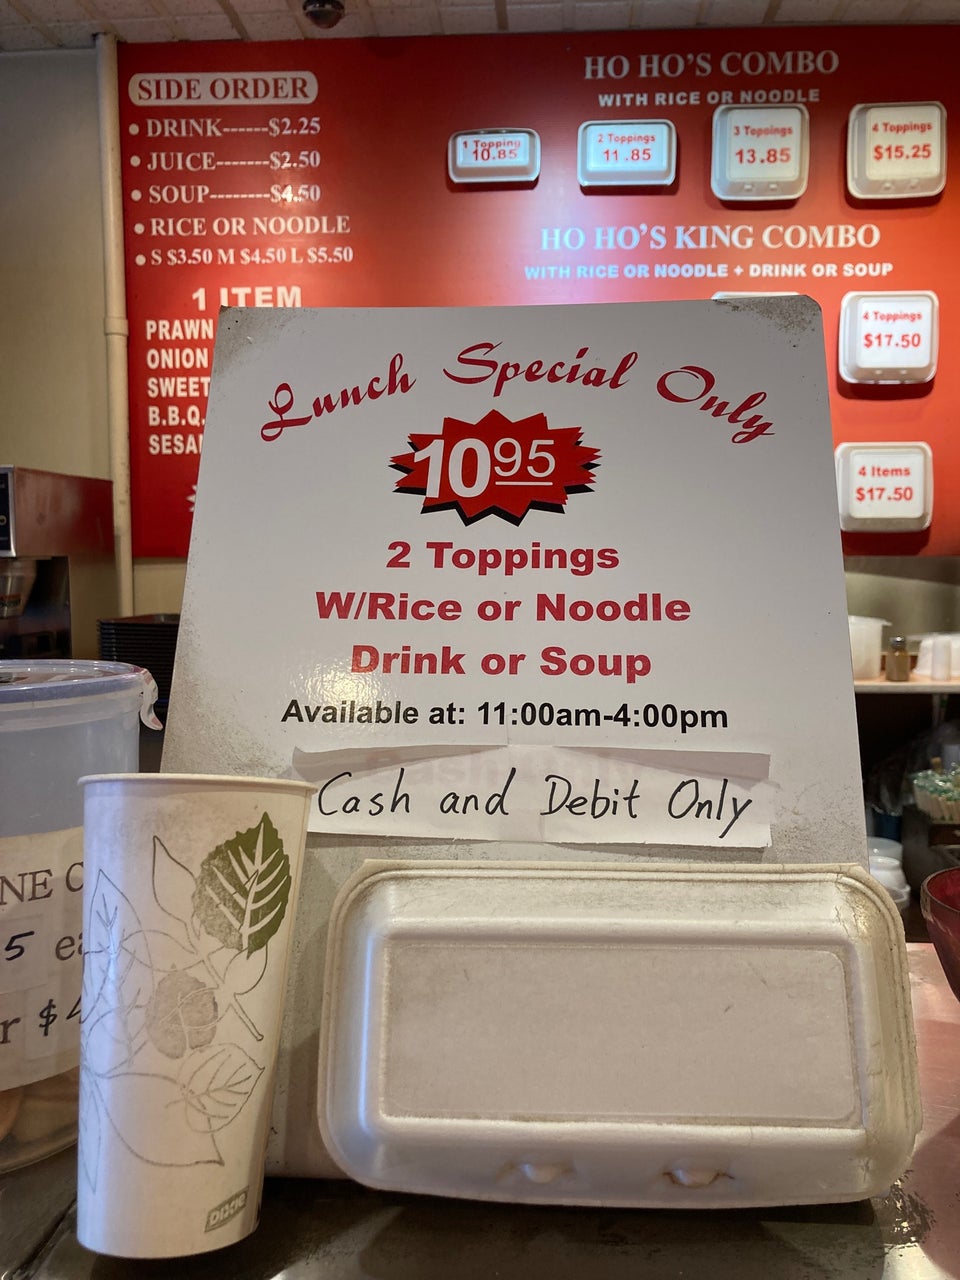 SIDE ORDER
DRINK------$2.25
JUICE-------$2.50
SOUP--------$4.50
RICE OR NOODLE
S $3.50 M $4.50 L $5.50
1 ITEM
PRAWN
ONION
SWEET
B.B.Q.
HO HO'S COMBO
WITH RICE OR NOODLE
1 Topping
10.85
2 Toppings
11.85
3 Toppings
13.85
4 Toppings
$15.25
HO HO'S KING COMBO
WITH RICE OR NOODLE + DRINK OR SOUP
4 Toppings
$17.50
4 Items
$17.50
Lunch Special Only
10 95
2 Toppings
W/Rice or Noodle
Drink or Soup
Available at: 11:00am-4:00pm
Cash and Debit Only
5
$4
DIXIE